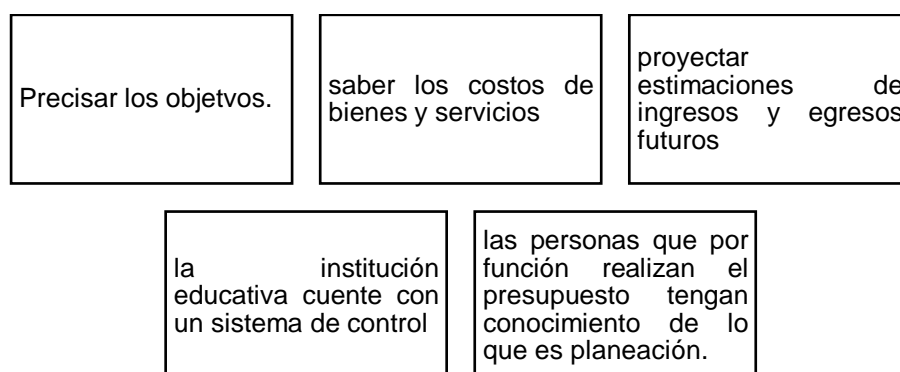 Precisar los objetvos.
saber los costos de
bienes y servicios
proyectar
estimaciones de
ingresos y egresos
futuros
la institución
educativa cuente con
un sistema de control
las personas que por
función realizan el
presupuesto tengan
conocimiento de lo
que es planeación.